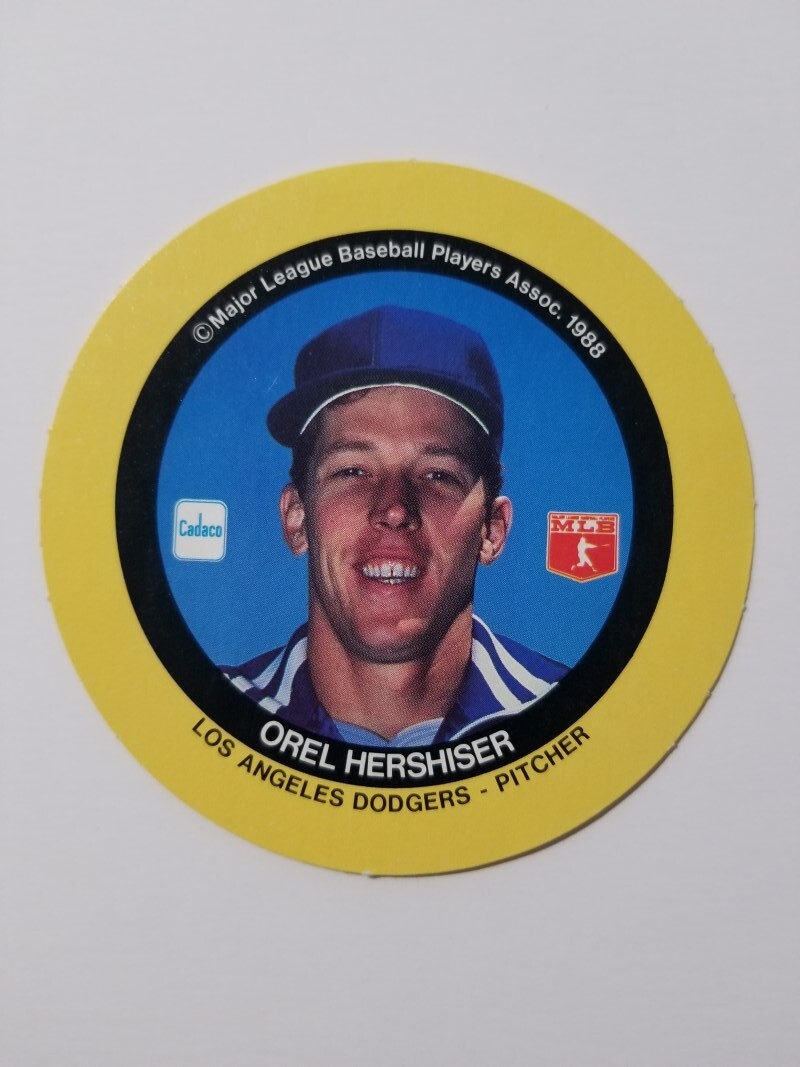 ©Major League Baseball Players Assoc. 1988
Cadaco
MLB
OREL HERSHISER
LOS ANGELES DODGERS - PITCHER